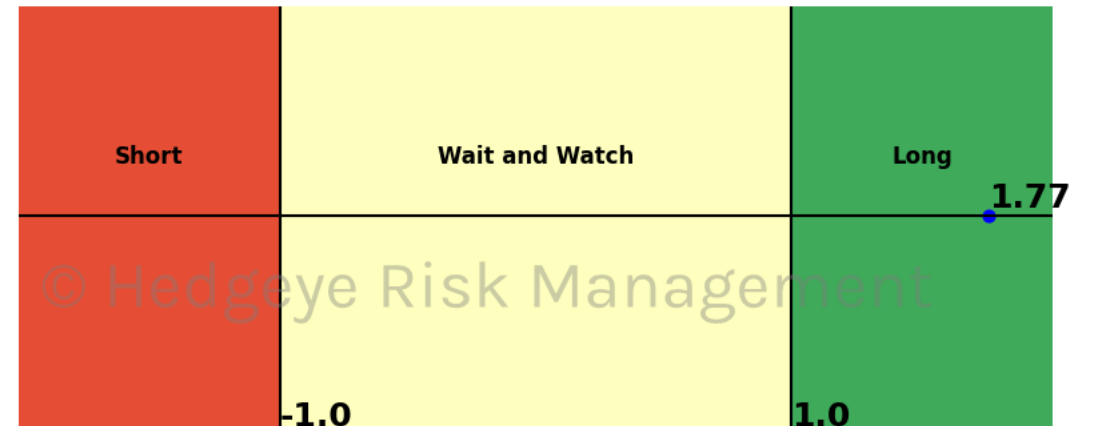 Short
Wait and Watch
Long
1.77
© Hedgeye Risk Management
-1.0
1.0